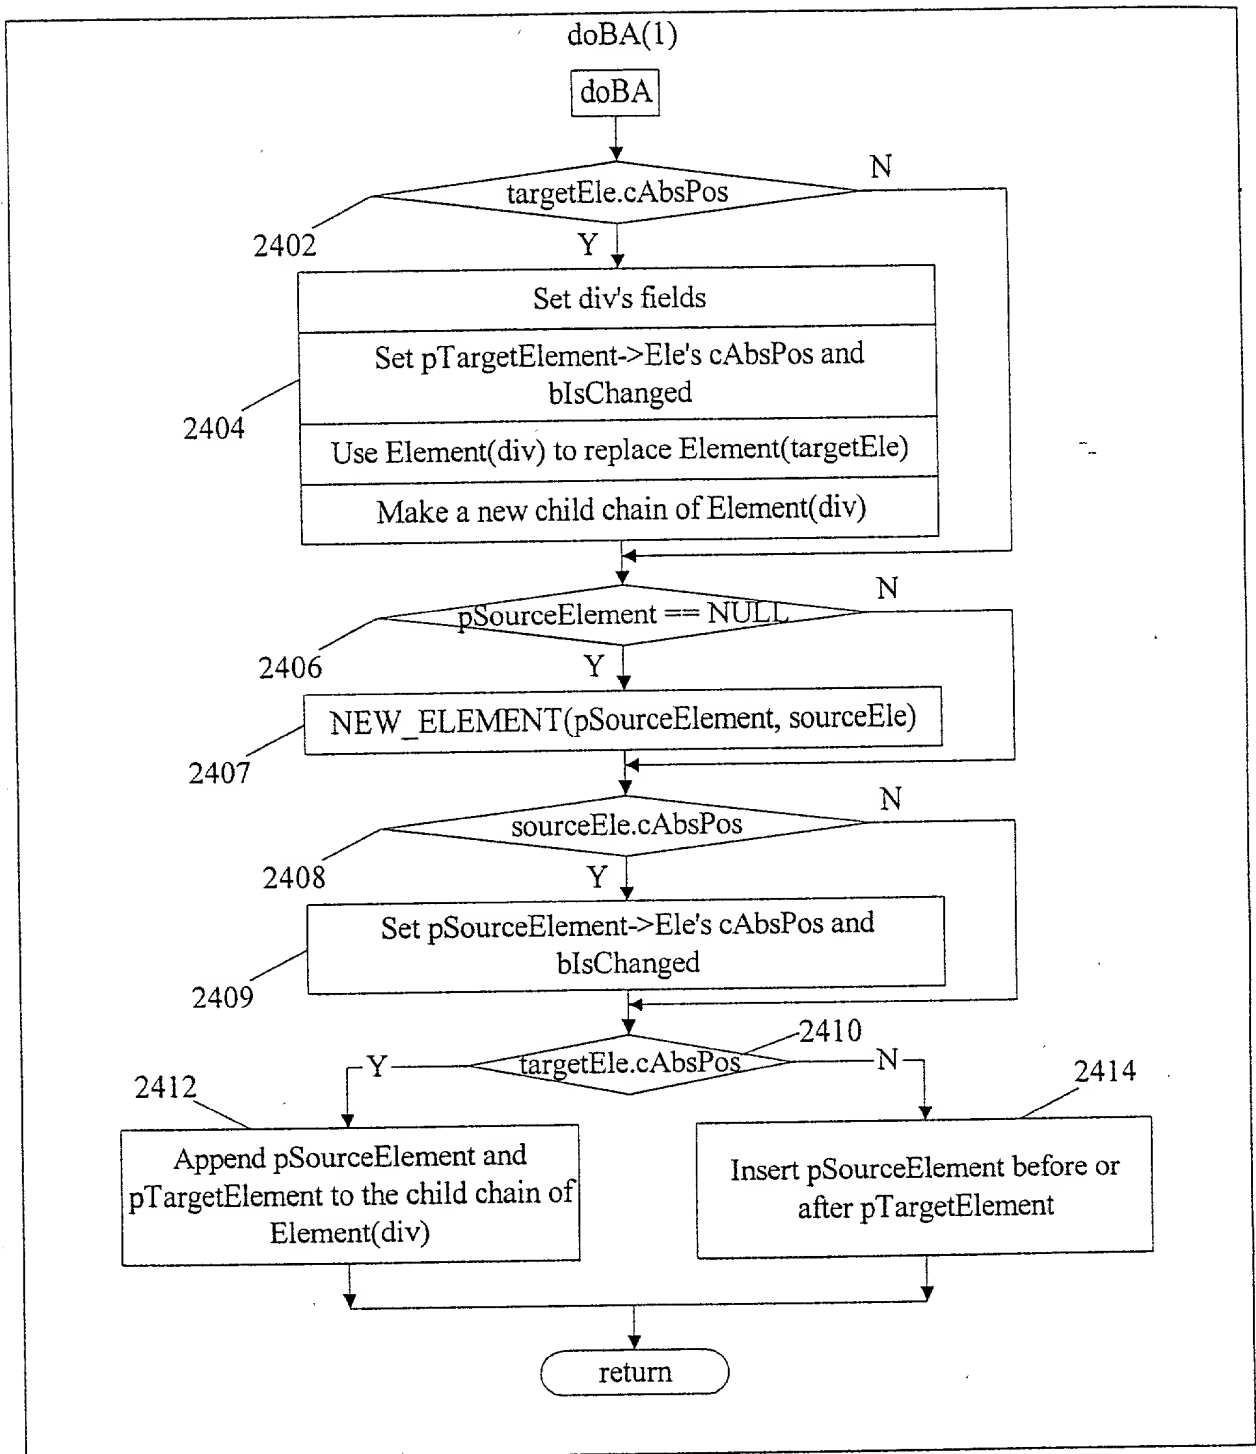 doBA(1)
doBA
targetEle.cAbsPos
N
2402
Y
Set div's fields
Set pTargetElement->Ele's cAbsPos and
bIsChanged
2404
Use Element(div) to replace Element(targetEle)
Make a new child chain of Element(div)
pSourceElement == NULL
N
2406
Y
NEW_ELEMENT(pSourceElement, sourceEle)
2407
sourceEle.cAbsPos
N
2408
Y
Set pSourceElement->Ele's cAbsPos and
bIsChanged
2409
2410
targetEle.cAbsPos
Y
N
2412
2414
Append pSourceElement and
pTargetElement to the child chain of
Element(div)
Insert pSourceElement before or
after pTargetElement
return